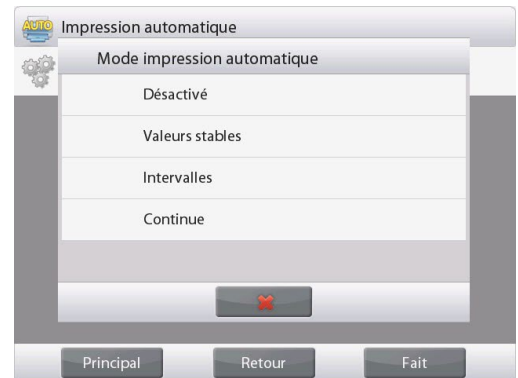 AUTO
Impression automatique
Mode impression automatique
Désactivé
Valeurs stables
Intervalles
Continue
Principal
Retour
Fait